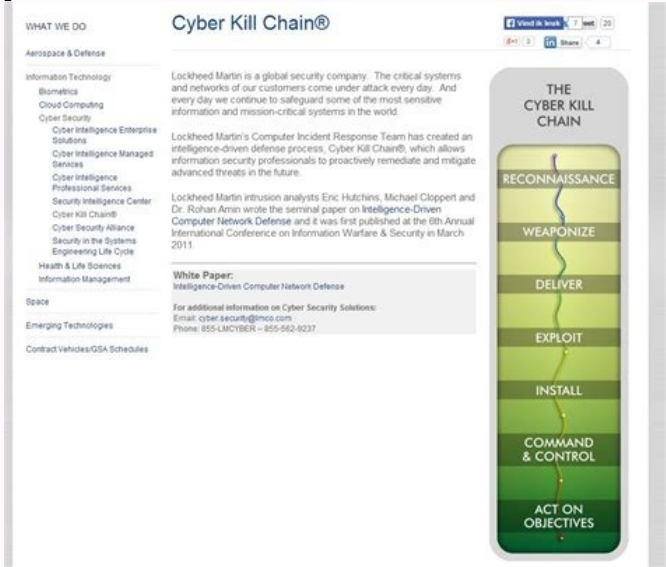 WHAT WE DO
Aerospace & Defense
Information Technology
Biometrics
Cloud Computing
Cyber Security
Cyber Intelligence Enterprise
Solutions
Cyber Intelligence Managed
Services
Cyber Intelligence
Professional Services
Security Intelligence Center
Cyber Kill Chain®
Cyber Security Alliance
Security in the Systems
Engineering Life Cycle
Health & Life Sciences
Information Management
Space
Emerging Technologies
Contract Vehicles/GSA Schedules
Cyber Kill Chain®
Vind ik leuk 7 20
3 in Share 4
Lockheed Martin is a global security company. The critical systems
and networks of our customers come under attack every day. And
every day we continue to safeguard some of the most sensitive
information and mission-critical systems in the world.
Lockheed Martin's Computer Incident Response Team has created an
intelligence-driven defense process, Cyber Kill Chain®, which allows
information security professionals to proactively remediate and mitigate
advanced threats in the future.
Lockheed Martin intrusion analysts Eric Hutchins, Michael Cloppert and
Dr. Rohan Amin wrote the seminal paper on Intelligence-Driven
Computer Network Defense and it was first published at the 6th Annual
International Conference on Information Warfare & Security in March
2011.
White Paper:
Intelligence-Driven Computer Network Defense
For additional information on Cyber Security Solutions:
Email: cyber.security@lmco.com
Phone: 855-LMCYBER – 855-562-9237
THE
CYBER KILL
CHAIN
RECONNAISSANCE
WEAPONIZE
DELIVER
EXPLOIT
INSTALL
COMMAND
& CONTROL
ACT ON
OBJECTIVES